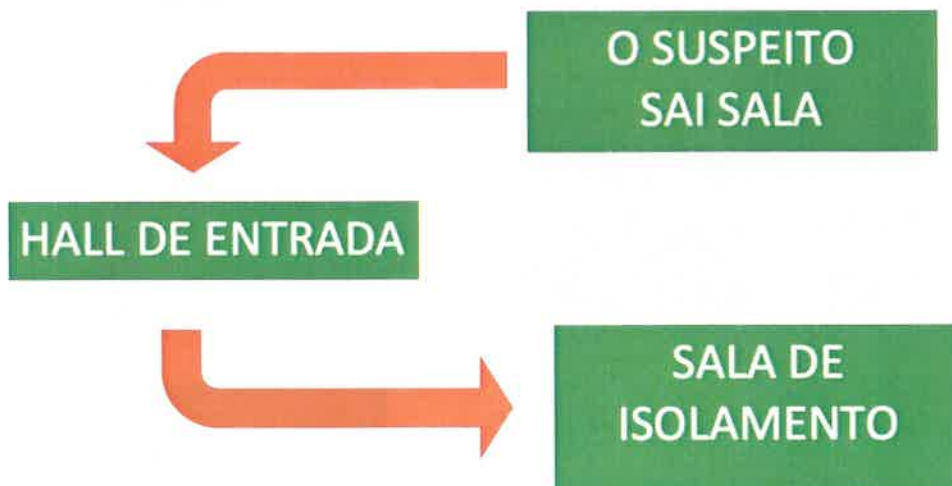 O SUSPEITO
SAI SALA
HALL DE ENTRADA
SALA DE
ISOLAMENTO